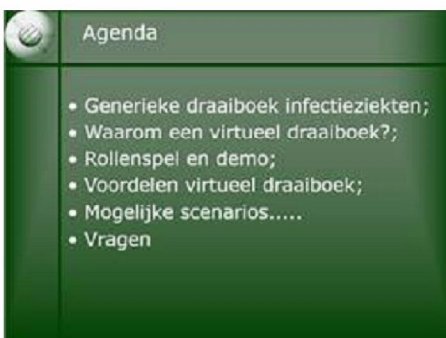 Agenda
• Generieke draaiboek infectieziekten;
• Waarom een virtueel draaiboek?;
• Rollenspel en demo;
• Voordelen virtueel draaiboek;
• Mogelijke scenarios.....
• Vragen